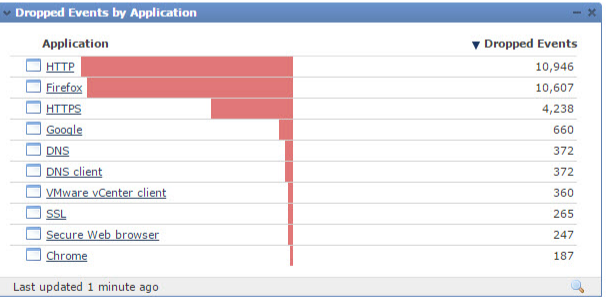 Dropped Events by Application
Application Dropped Events
HTTP 10,946
Firefox 10,607
HTTPS 4,238
Google 660
DNS 372
DNS client 372
VMware vCenter client 360
SSL 265
Secure Web browser 247
Chrome 187
Last updated 1 minute ago